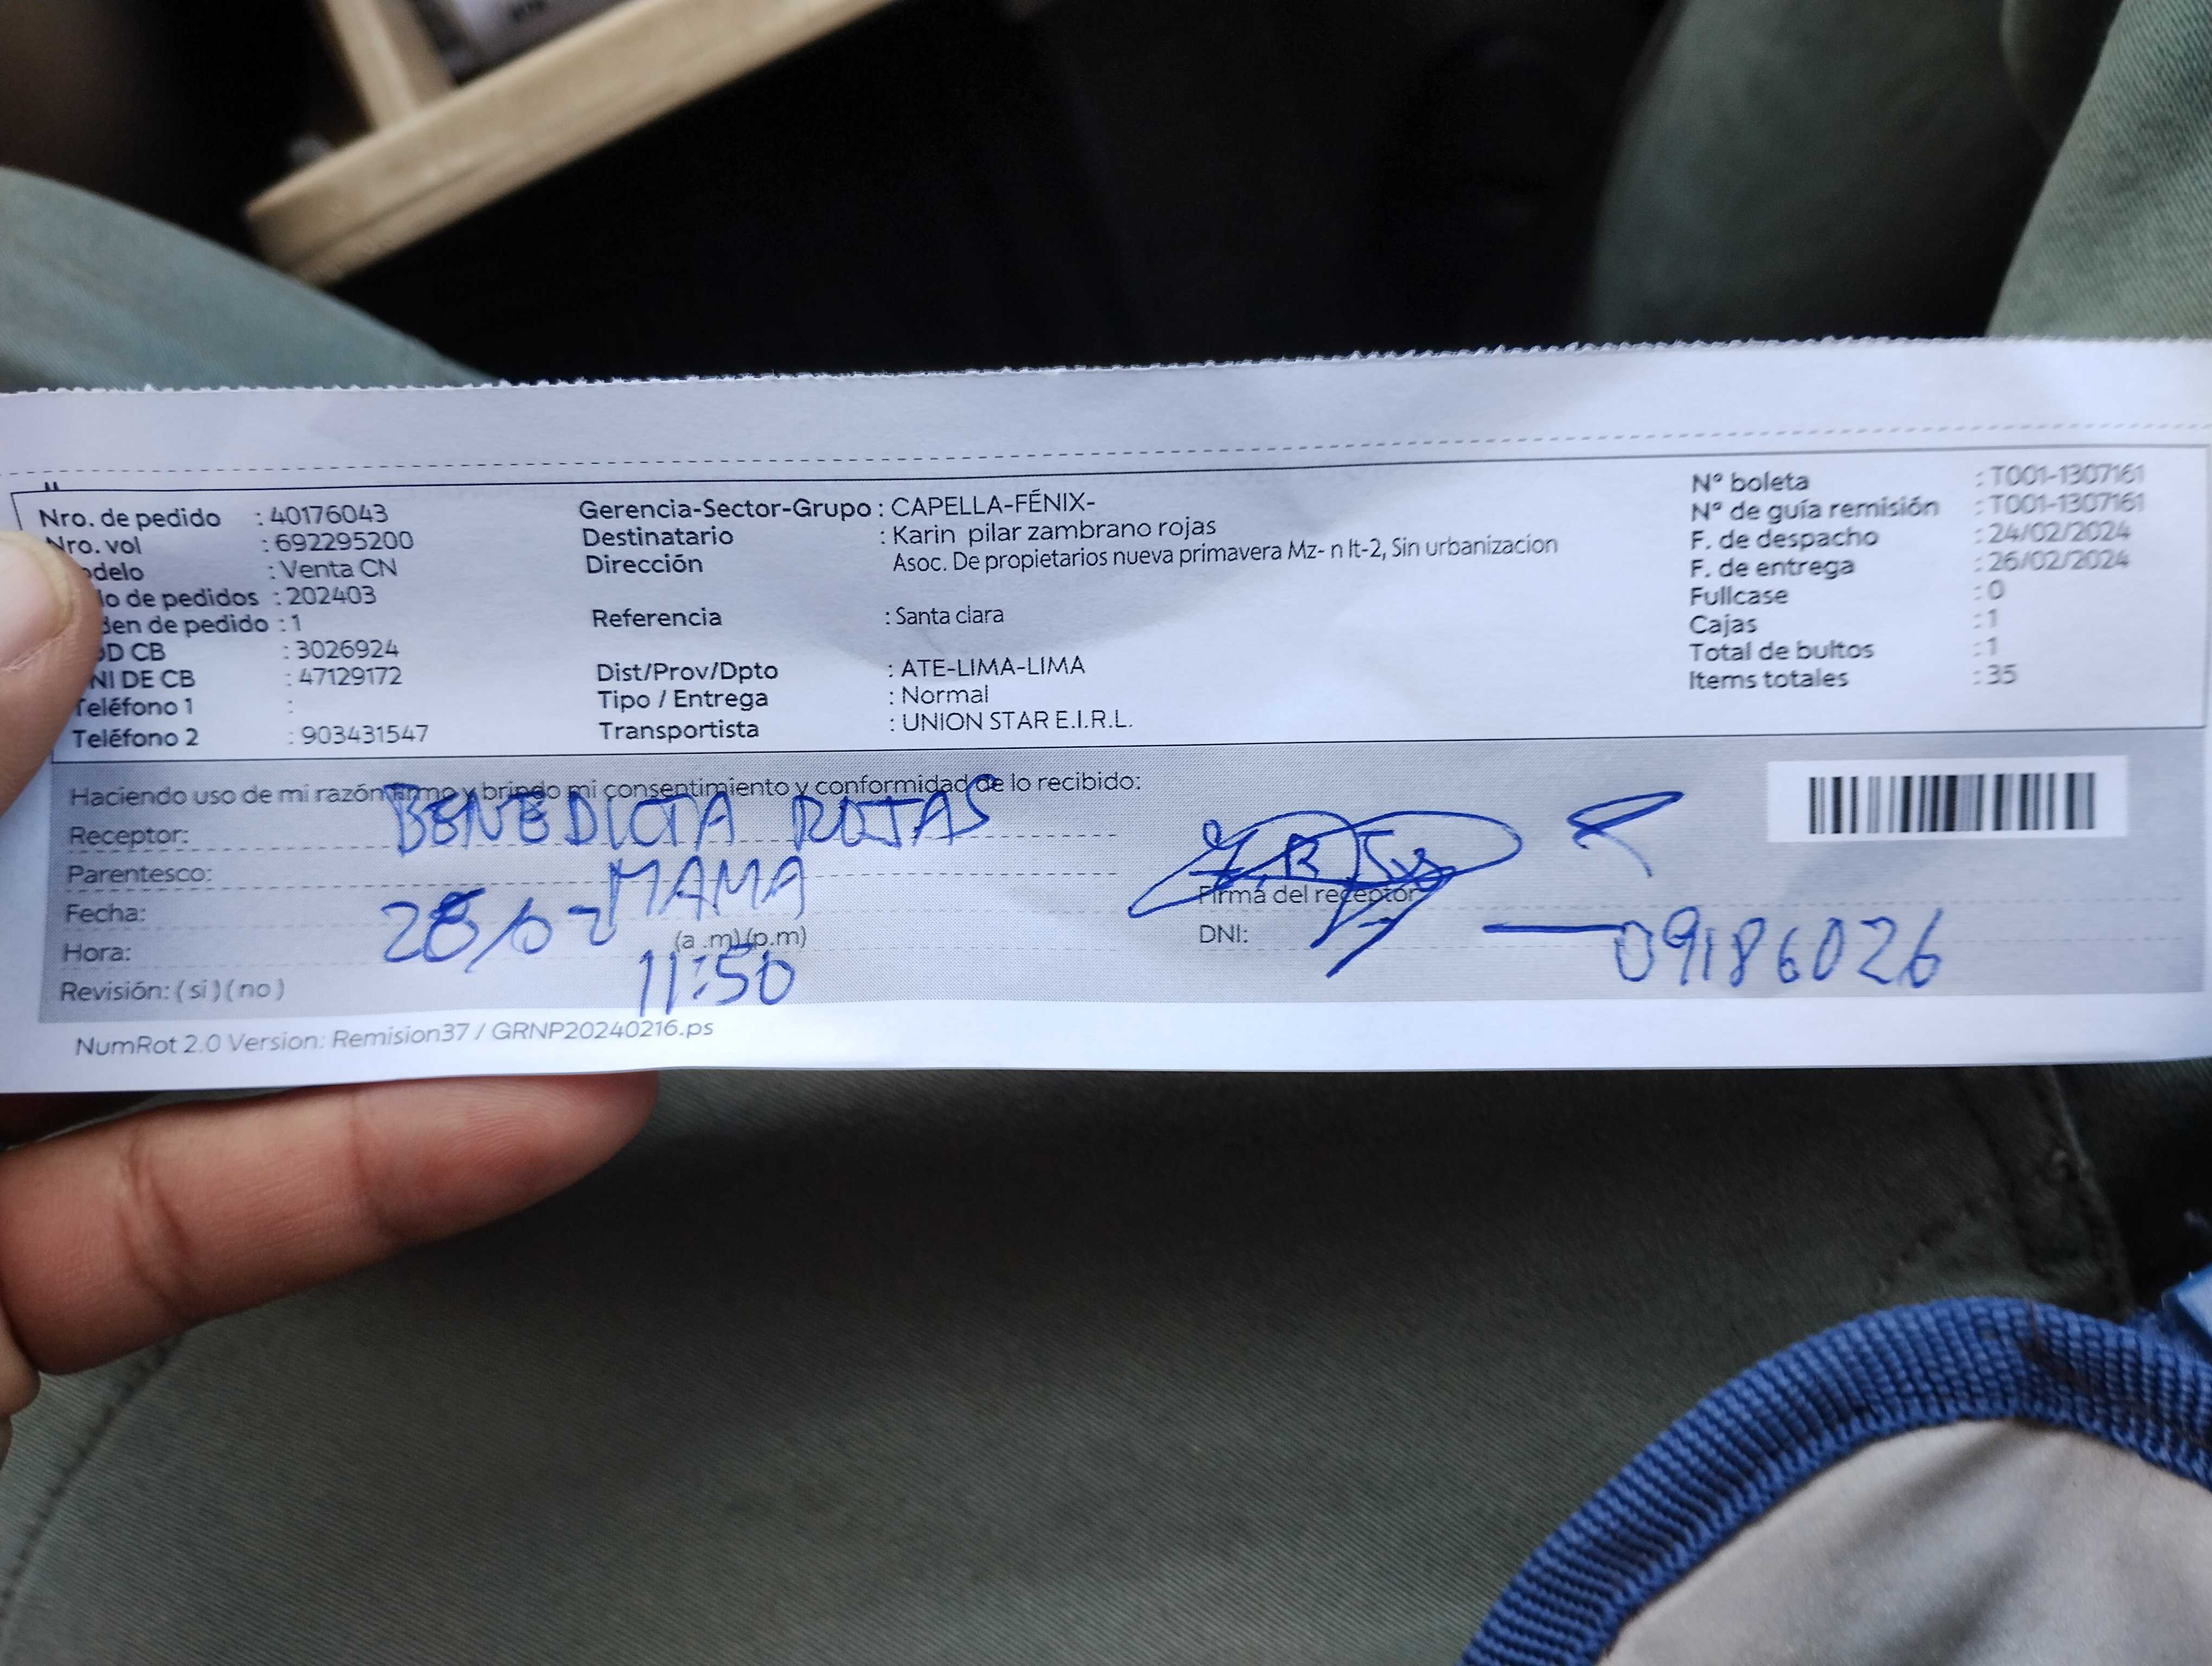 Nro. de pedido : 40176043
Nro. vol : 692295200
odelo : Venta CN
lo de pedidos : 202403
den de pedido : 1
OD CB : 3026924
NI DE CB : 47129172
Teléfono 1 :
Teléfono 2 : 903431547
Gerencia-Sector-Grupo : CAPELLA-FÉNIX-
Destinatario : Karin pilar zambrano rojas
Dirección Asoc. De propietarios nueva primavera Mz- n lt-2, Sin urbanizacion
Referencia : Santa clara
Dist/Prov/Dpto : ATE-LIMA-LIMA
Tipo / Entrega : Normal
Transportista : UNION STAR E.I.R.L.
N° boleta : T001-1307161
N° de guía remisión : T001-1307161
F. de despacho : 24/02/2024
F. de entrega : 26/02/2024
Fullcase : 0
Cajas : 1
Total de bultos : 1
Items totales : 35
Haciendo uso de mi razón firmo y brindo mi consentimiento y conformidad de lo recibido:
Receptor: BENEDICTA ROJAS
Parentesco: MAMA
Fecha:
Hora: (a .m)(p.m) 11:50
Revisión: ( si ) ( no )
Firma del receptor
DNI: 09186026
NumRot 2.0 Version: Remision37 / GRNP20240216.ps